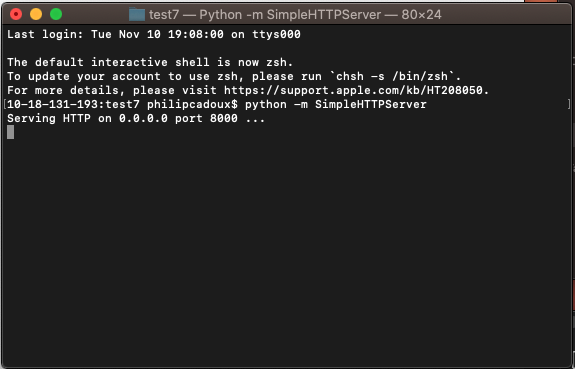 test7 — Python -m SimpleHTTPServer — 80×24
Last login: Tue Nov 10 19:08:00 on ttys000
The default interactive shell is now zsh.
To update your account to use zsh, please run `chsh -s /bin/zsh`.
For more details, please visit https://support.apple.com/kb/HT208050.
[10-18-131-193:test7 philipcadoux$ python -m SimpleHTTPServer ]
Serving HTTP on 0.0.0.0 port 8000 ...